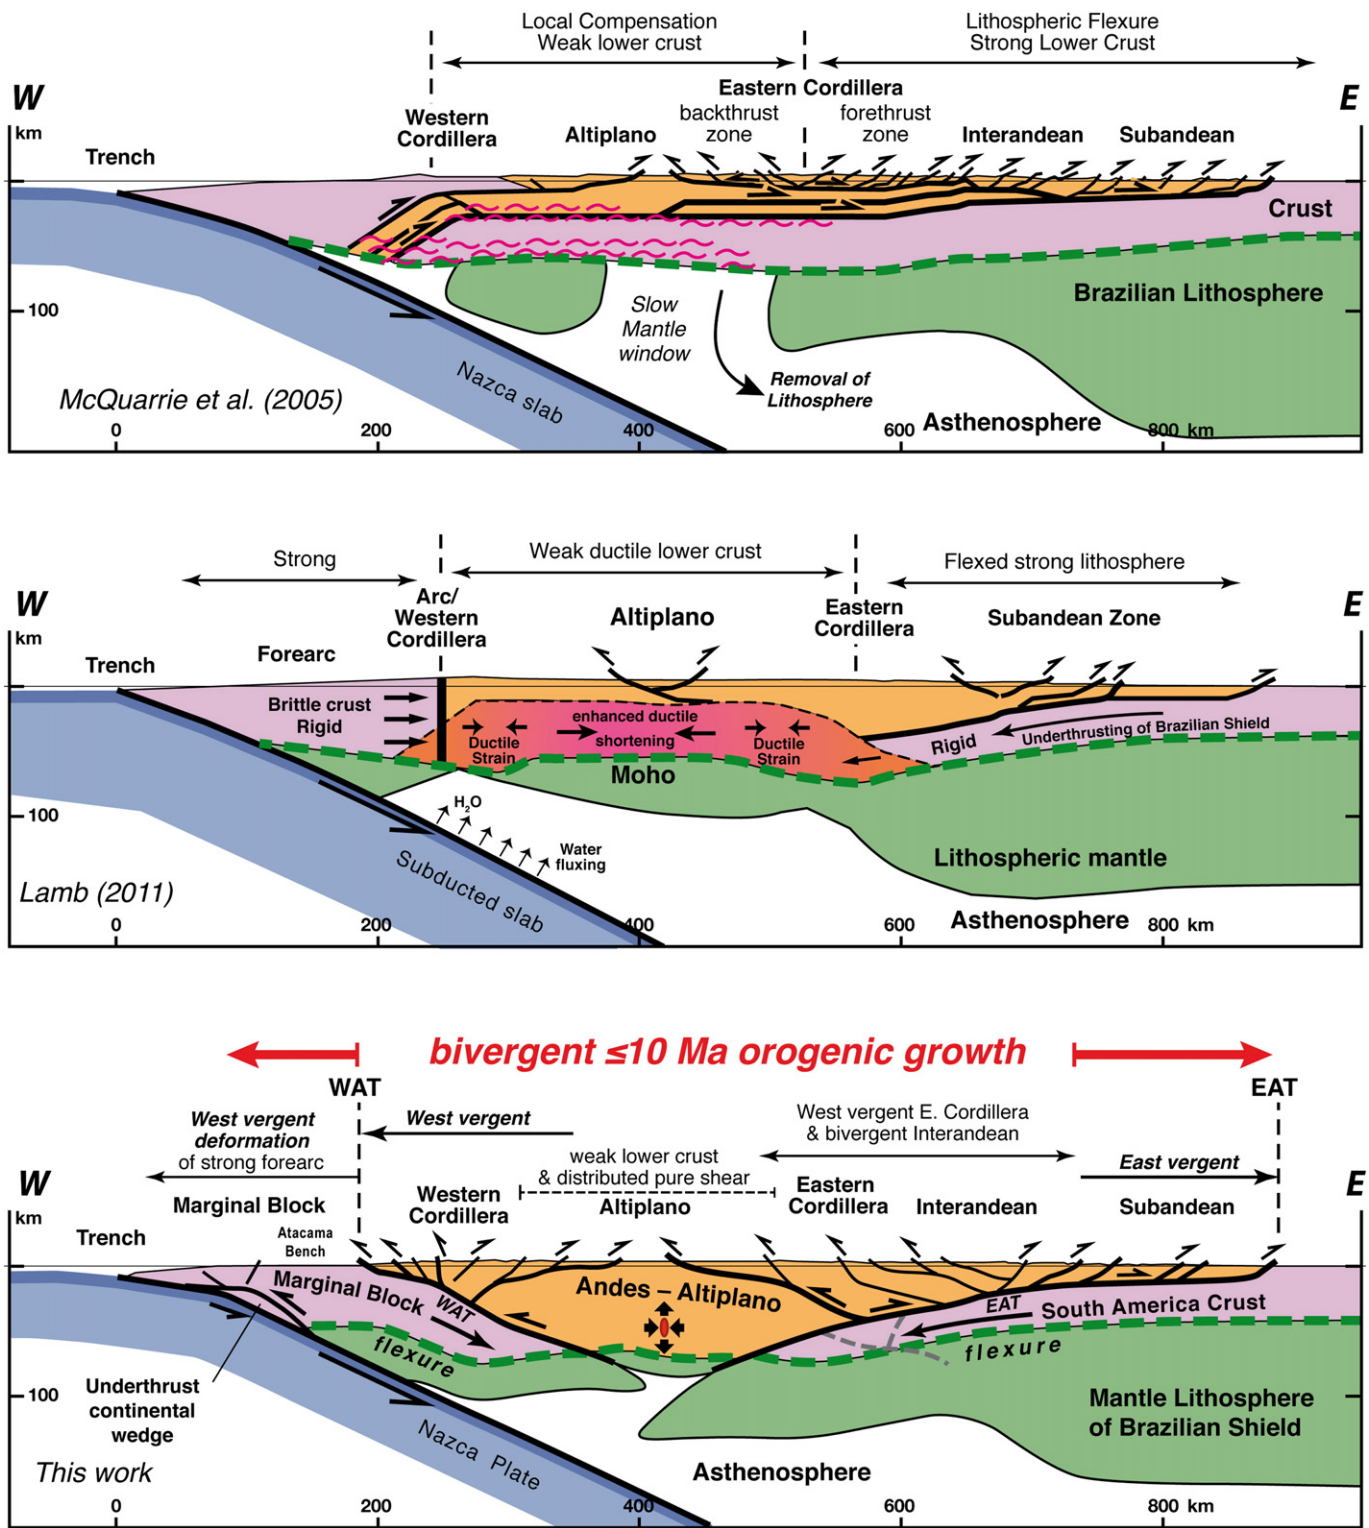 Local Compensation
Weak lower crust
Lithospheric Flexure
Strong Lower Crust
W
E
km
Trench
Western
Cordillera
Altiplano
Eastern Cordillera
backthrust
zone
forethrust
zone
Interandean
Subandean
Crust
Brazilian Lithosphere
100
Slow
Mantle
window
Removal of
Lithosphere
Nazca slab
McQuarrie et al. (2005)
Asthenosphere
0
200
400
600
800 km
Strong
Weak ductile lower crust
Flexed strong lithosphere
W
E
km
Trench
Forearc
Arc/
Western
Cordillera
Altiplano
Eastern
Cordillera
Subandean Zone
Brittle crust
Rigid
Ductile
Strain
enhanced ductile
shortening
Ductile
Strain
Rigid
Underthrusting of Brazilian Shield
Moho
H2O
Water
fluxing
100
Subducted slab
Lithospheric mantle
Lamb (2011)
Asthenosphere
0
200
400
600
800 km
bivergent ≤10 Ma orogenic growth
WAT
EAT
West vergent
deformation
of strong forearc
West vergent
weak lower crust
& distributed pure shear
West vergent E. Cordillera
& bivergent Interandean
East vergent
W
E
km
Trench
Marginal Block
Atacama
Bench
Western
Cordillera
Altiplano
Eastern
Cordillera
Interandean
Subandean
Marginal Block
WAT
Andes – Altiplano
EAT
South America Crust
flexure
flexure
100
Underthrust
continental
wedge
Nazca Plate
Mantle Lithosphere
of Brazilian Shield
This work
Asthenosphere
0
200
400
600
800 km